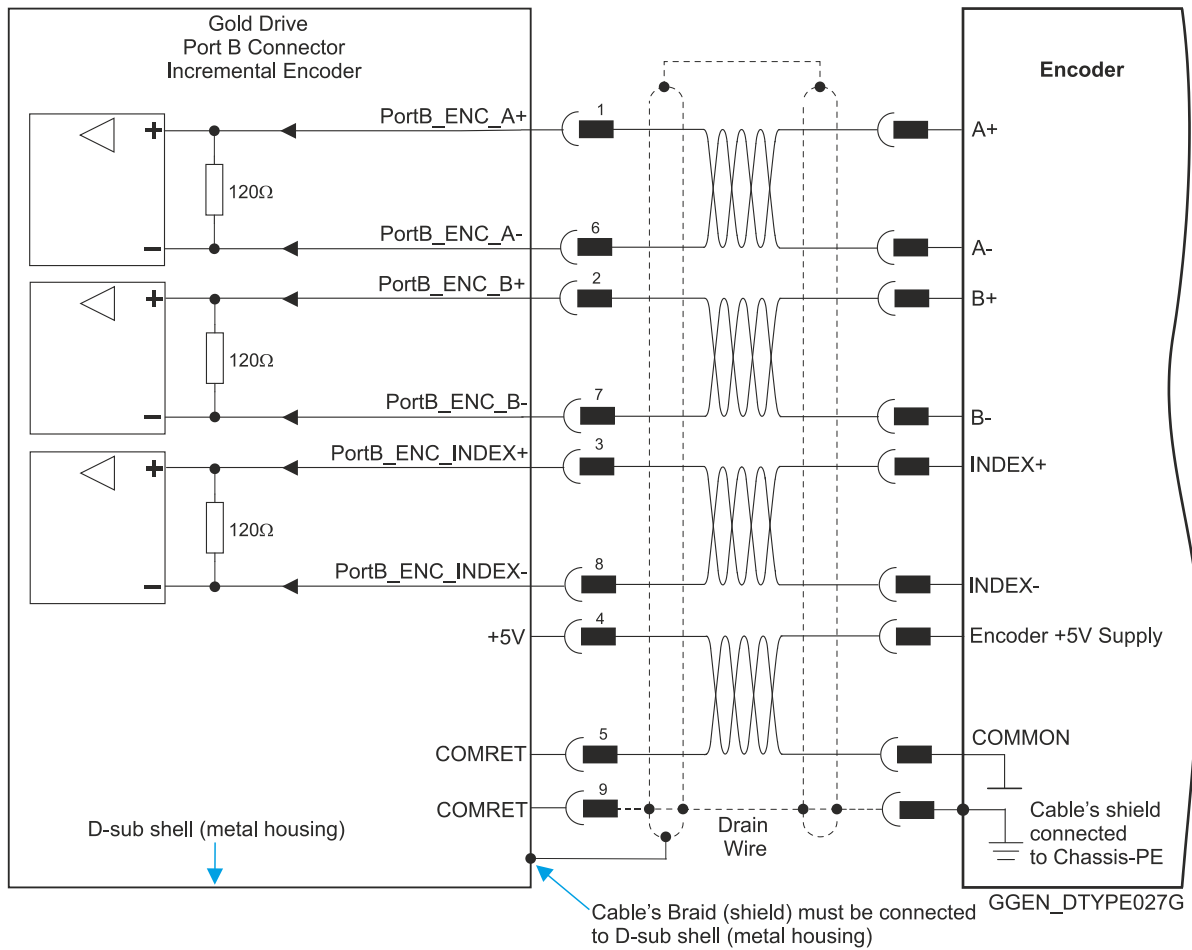 Gold Drive
Port B Connector
Incremental Encoder
Encoder
PortB_ENC_A+
1
A+
+
120Ω
-
PortB_ENC_A-
6
A-
PortB_ENC_B+
2
B+
+
120Ω
-
PortB_ENC_B-
7
B-
PortB_ENC_INDEX+
3
INDEX+
+
120Ω
-
PortB_ENC_INDEX-
8
INDEX-
+5V
4
Encoder +5V Supply
COMRET
5
COMMON
COMRET
9
Drain
Wire
Cable's shield
connected
to Chassis-PE
D-sub shell (metal housing)
GGEN_DTYPE027G
Cable's Braid (shield) must be connected
to D-sub shell (metal housing)